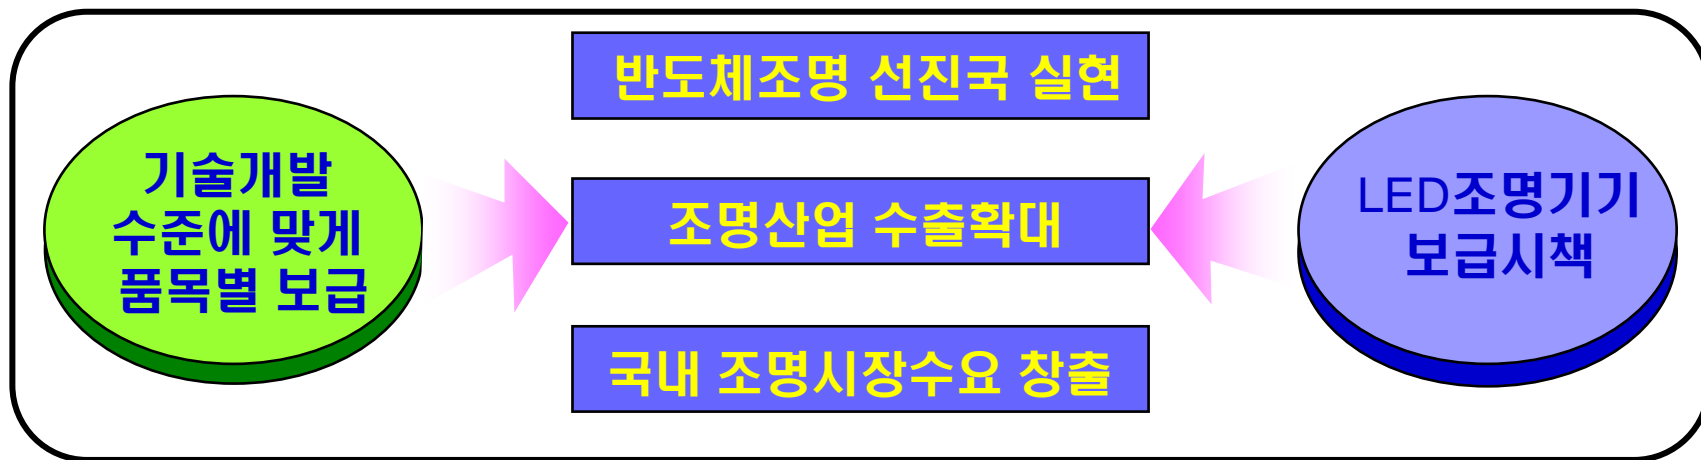 기술개발
수준에 맞게
품목별 보급
반도체조명 선진국 실현
조명산업 수출확대
국내 조명시장수요 창출
LED조명기기
보급시책